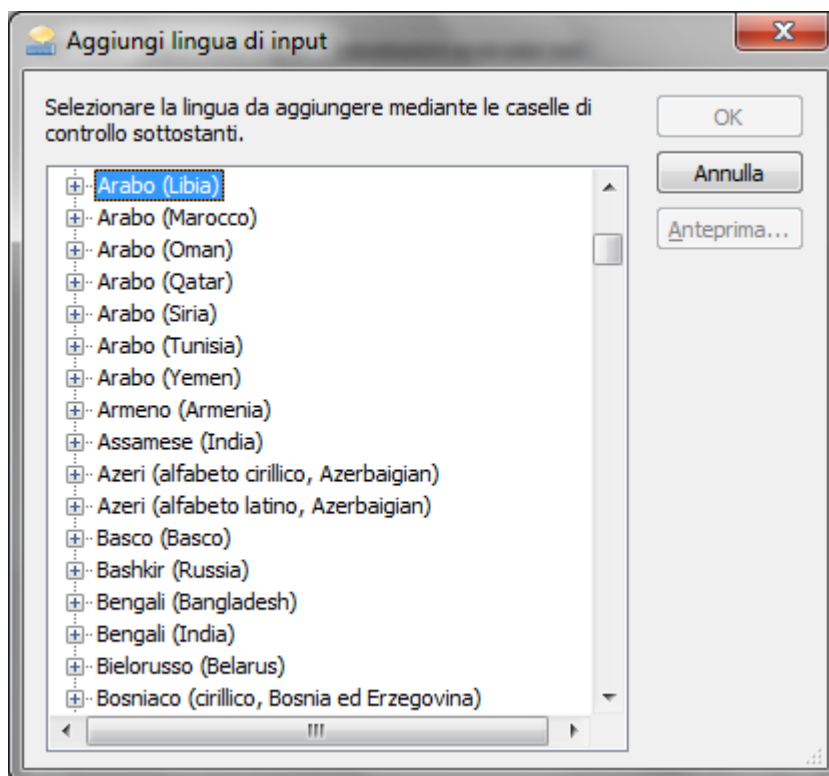 Aggiungi lingua di input
Selezionare la lingua da aggiungere mediante le caselle di
controllo sottostanti.
OK
Annulla
Anteprima...
Arabo (Libia)
Arabo (Marocco)
Arabo (Oman)
Arabo (Qatar)
Arabo (Siria)
Arabo (Tunisia)
Arabo (Yemen)
Armeno (Armenia)
Assamese (India)
Azeri (alfabeto cirillico, Azerbaigian)
Azeri (alfabeto latino, Azerbaigian)
Basco (Basco)
Bashkir (Russia)
Bengali (Bangladesh)
Bengali (India)
Bielorusso (Belarus)
Bosniaco (cirillico, Bosnia ed Erzegovina)